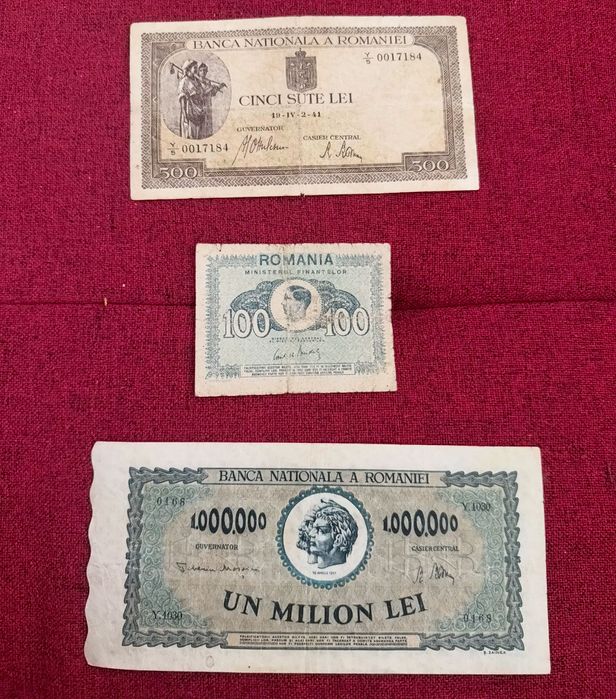 BANCA NATIONALA A ROMANIEI
Y/5 0017184
CINCI SUTE LEI
19-IV-2-41
GUVERNATOR CASIER CENTRAL
Y/5 0017184
500 500
ROMANIA
MINISTERUL FINANTELOR
100 100
BANCA NATIONALA A ROMANIEI
0168 Y.1030
1.000.000 1.000.000
GUVERNATOR CASIER CENTRAL
16 APRILIE 1947
UN MILION LEI
Y.1030 0168